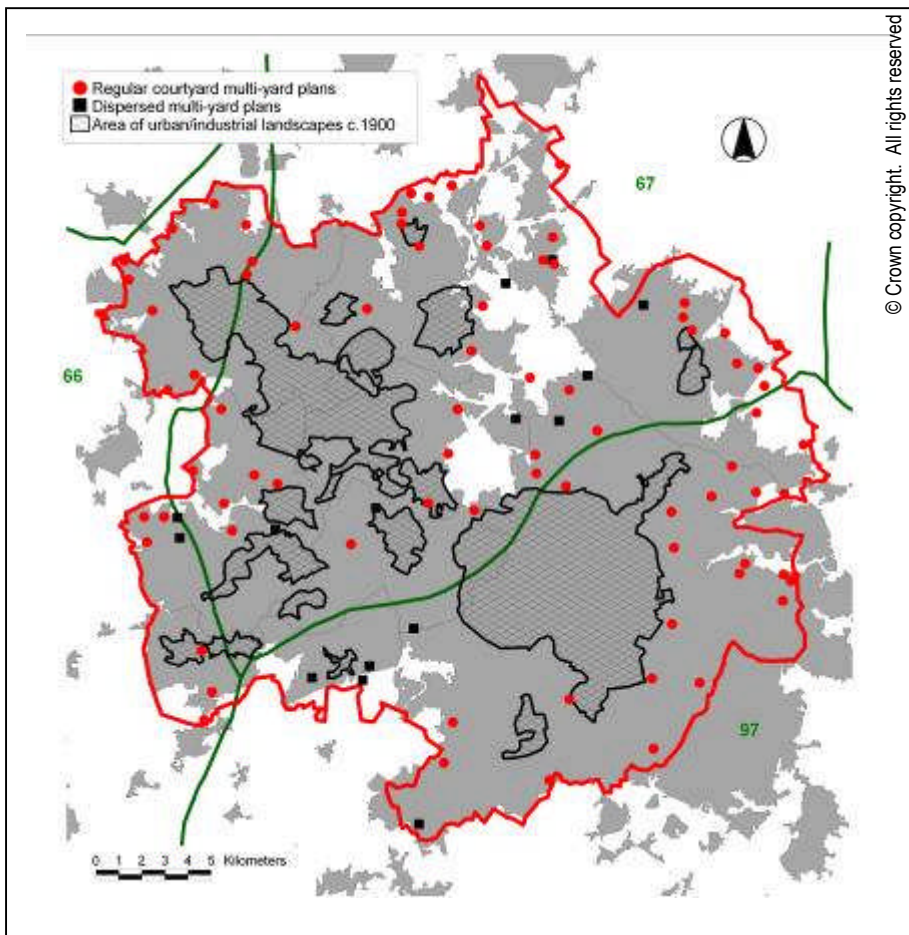 Regular courtyard multi-yard plans
Dispersed multi-yard plans
Area of urban/industrial landscapes c.1900
© Crown copyright. All rights reserved
67
66
97
0 1 2 3 4 5 Kilometers